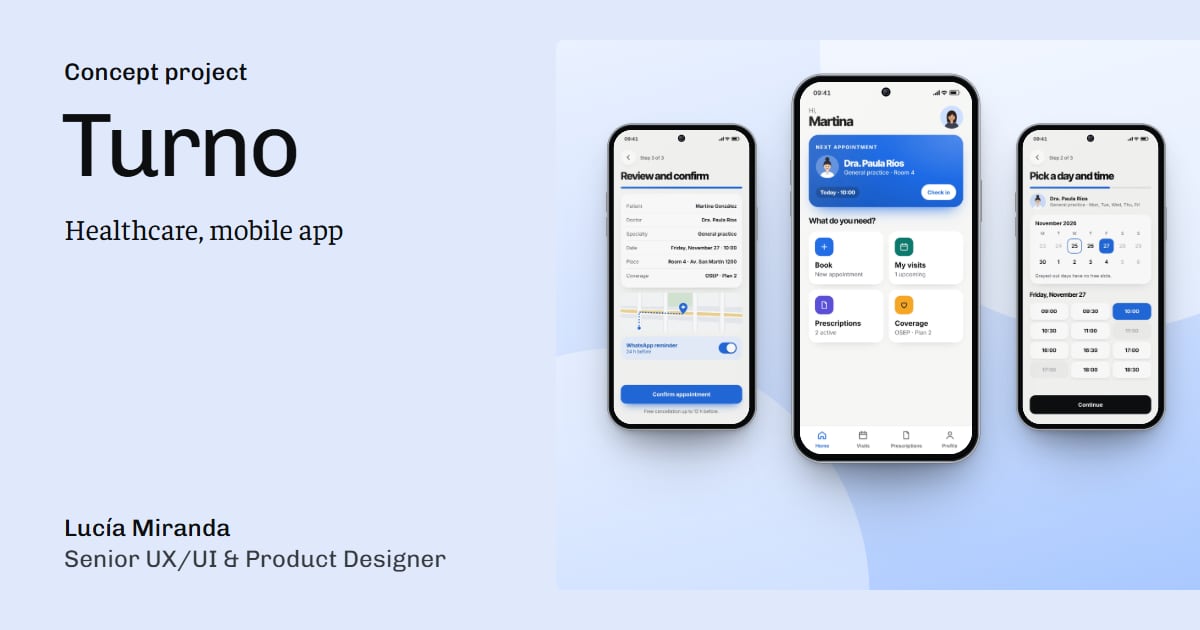 Concept project
Turno
Healthcare, mobile app
Lucía Miranda
Senior UX/UI & Product Designer
09:41
Step 3 of 3
Review and confirm
Patient Martina González
Doctor Dra. Paula Ríos
Specialty General practice
Date Friday, November 27 · 10:00
Place Room 4 · Av. San Martín 1200
Coverage OSEP · Plan 2
WhatsApp reminder
24 h before
Confirm appointment
Free cancellation up to 12 h before.
09:41
Hi,
Martina
NEXT APPOINTMENT
Dra. Paula Ríos
General practice · Room 4
Today · 10:00
Check in
What do you need?
Book
New appointment
My visits
1 upcoming
Prescriptions
2 active
Coverage
OSEP · Plan 2
Home Visits Prescriptions Profile
09:41
Step 2 of 3
Pick a day and time
Dra. Paula Ríos
General practice · Mon, Tue, Wed, Thu, Fri
November 2026
M T W T F S S
23 24 25 26 27 28 29
30 1 2 3 4 5 6
Grayed out days have no free slots.
Friday, November 27
09:00 09:30 10:00
10:30 11:00 11:30
16:00 16:30 17:00
17:30 18:00 18:30
Continue